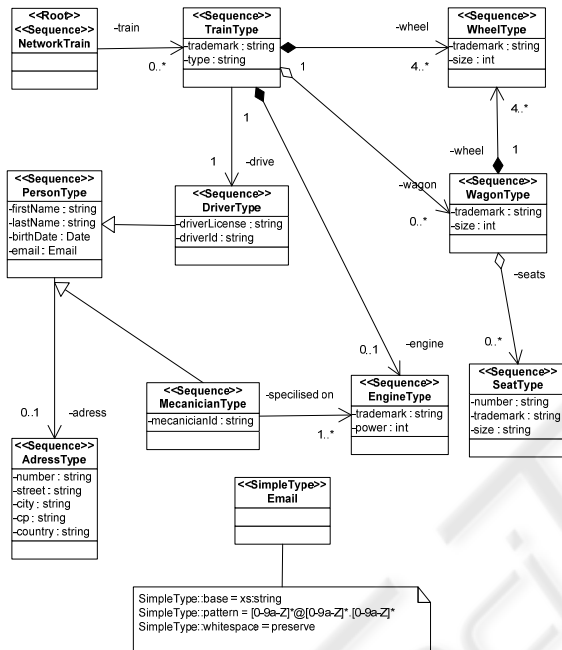 <<Root>>
<<Sequence>>
NetworkTrain
-train
0..*
<<Sequence>>
TrainType
-trademark : string
-type : string
1
-wheel
4..*
<<Sequence>>
WheelType
-trademark : string
-size : int
1
1
-drive
4..*
-wheel
1
-wagon
0..*
<<Sequence>>
WagonType
-trademark : string
-size : int
<<Sequence>>
PersonType
-firstName : string
-lastName : string
-birthDate : Date
-email : Email
<<Sequence>>
DriverType
-driverLicense : string
-driverId : string
-seats
0..*
-engine
0..1
<<Sequence>>
MecanicianType
-mecanicianId : string
-specilised on
1..*
<<Sequence>>
EngineType
-trademark : string
-power : int
<<Sequence>>
SeatType
-number : string
-trademark : string
-size : string
0..1
-adress
<<Sequence>>
AdressType
-number : string
-street : string
-city : string
-cp : string
-country : string
<<SimpleType>>
Email
SimpleType::base = xs:string
SimpleType::pattern = [0-9a-Z]*@[0-9a-Z]*.[0-9a-Z]*
SimpleType::whitespace = preserve